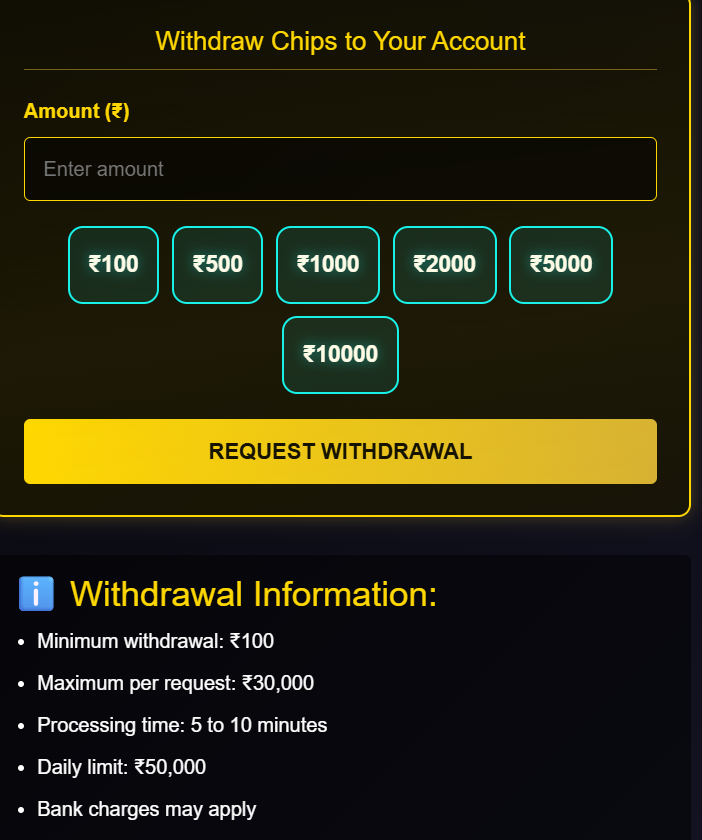 Withdraw Chips to Your Account
Amount (₹)
Enter amount
₹100 ₹500 ₹1000 ₹2000 ₹5000
₹10000
REQUEST WITHDRAWAL
ℹ️ Withdrawal Information:
• Minimum withdrawal: ₹100
• Maximum per request: ₹30,000
• Processing time: 5 to 10 minutes
• Daily limit: ₹50,000
• Bank charges may apply